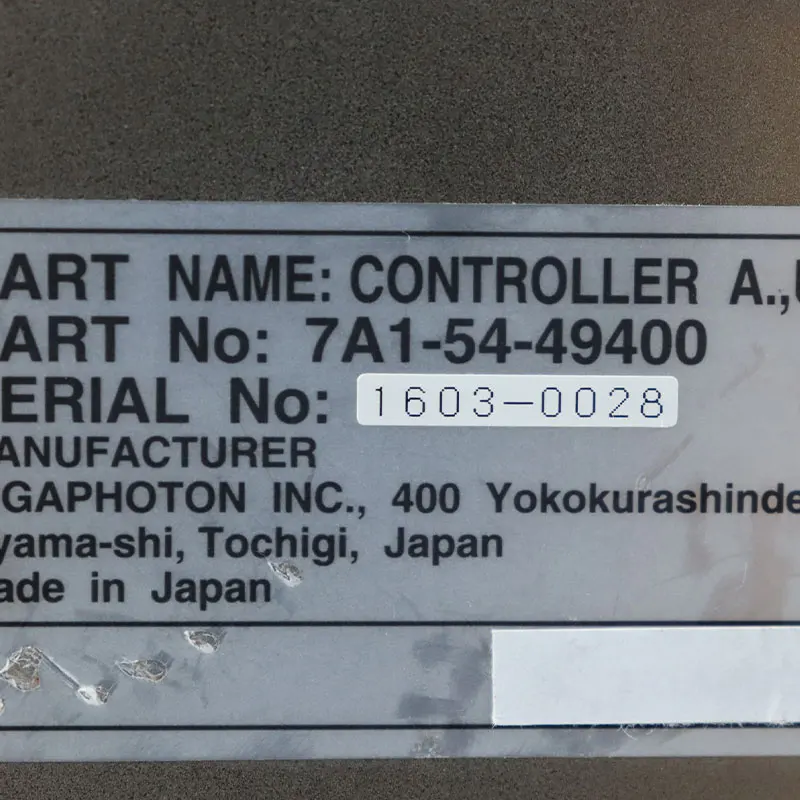 ART NAME: CONTROLLER A.,U
ART No: 7A1-54-49400
ERIAL No: 1603-0028
ANUFACTURER
GAPHOTON INC., 400 Yokokurashinde
yama-shi, Tochigi, Japan
ade in Japan